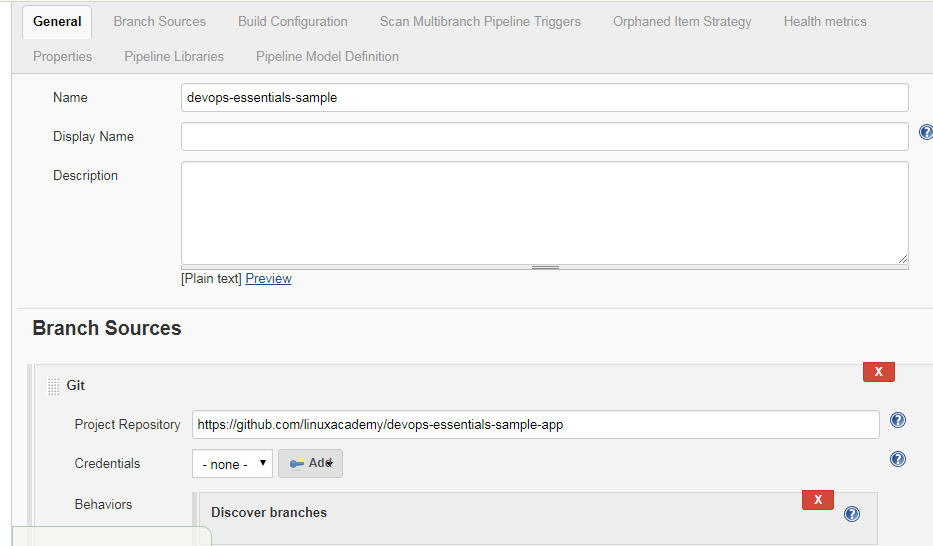 General Branch Sources Build Configuration Scan Multibranch Pipeline Triggers Orphaned Item Strategy Health metrics
Properties Pipeline Libraries Pipeline Model Definition
Name devops-essentials-sample
Display Name
Description
[Plain text] Preview
Branch Sources
X
Git
Project Repository https://github.com/linuxacademy/devops-essentials-sample-app
Credentials - none - Add
Behaviors
X
Discover branches